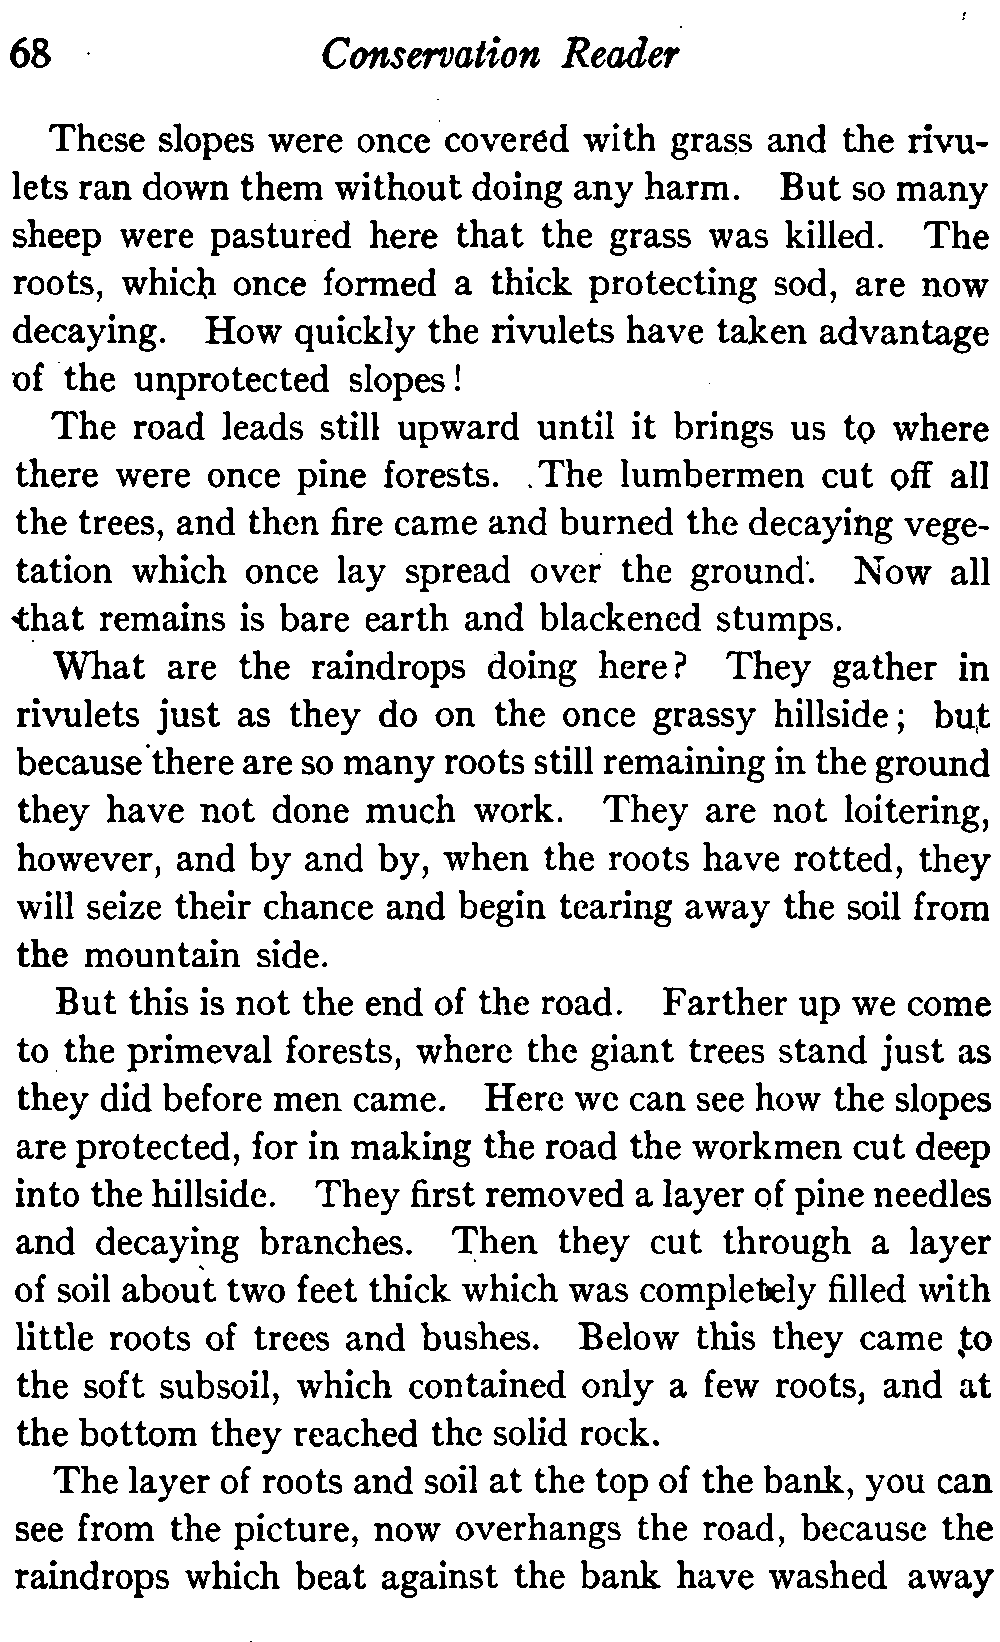 68 Conservation Reader
These slopes were once covered with grass and the rivu-
lets ran down them without doing any harm. But so many
sheep were pastured here that the grass was killed. The
roots, which once formed a thick protecting sod, are now
decaying. How quickly the rivulets have taken advantage
of the unprotected slopes!
The road leads still upward until it brings us to where
there were once pine forests. The lumbermen cut off all
the trees, and then fire came and burned the decaying vege-
tation which once lay spread over the ground. Now all
that remains is bare earth and blackened stumps.
What are the raindrops doing here? They gather in
rivulets just as they do on the once grassy hillside; but
because there are so many roots still remaining in the ground
they have not done much work. They are not loitering,
however, and by and by, when the roots have rotted, they
will seize their chance and begin tearing away the soil from
the mountain side.
But this is not the end of the road. Farther up we come
to the primeval forests, where the giant trees stand just as
they did before men came. Here we can see how the slopes
are protected, for in making the road the workmen cut deep
into the hillside. They first removed a layer of pine needles
and decaying branches. Then they cut through a layer
of soil about two feet thick which was completely filled with
little roots of trees and bushes. Below this they came to
the soft subsoil, which contained only a few roots, and at
the bottom they reached the solid rock.
The layer of roots and soil at the top of the bank, you can
see from the picture, now overhangs the road, because the
raindrops which beat against the bank have washed away